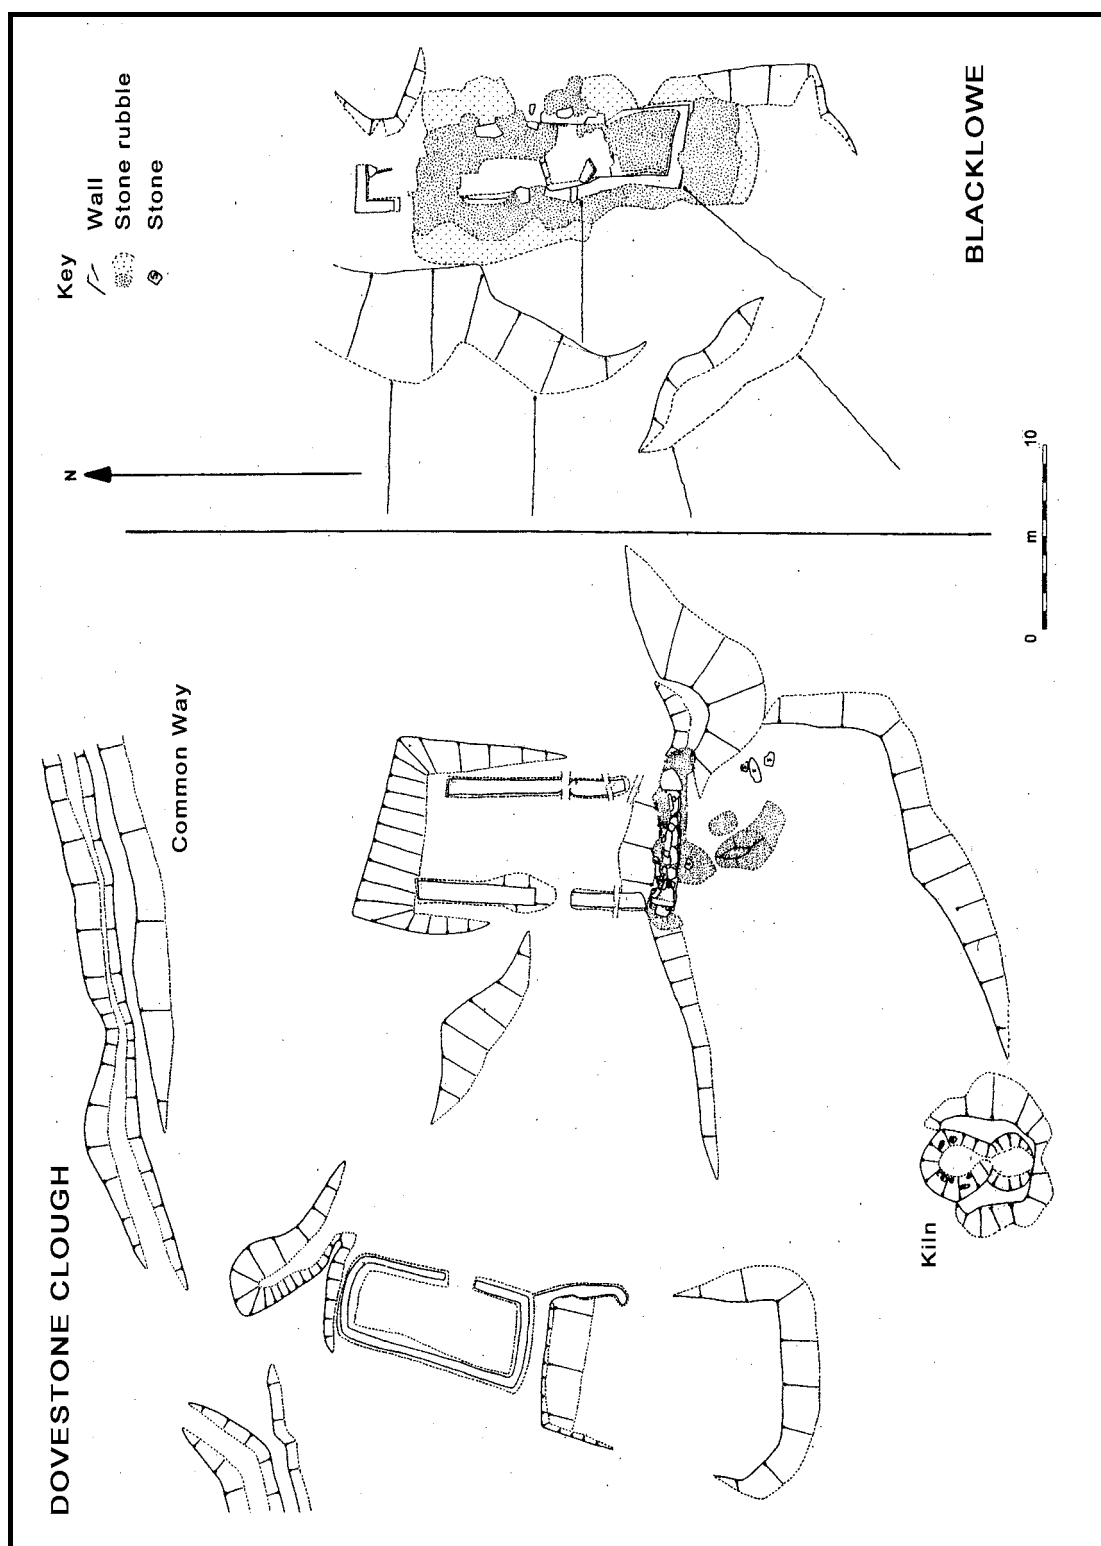 DOVESTONE CLOUGH
Common Way
Key
Wall
Stone rubble
Stone
N
Kiln
0 m 10
BLACKLOWE